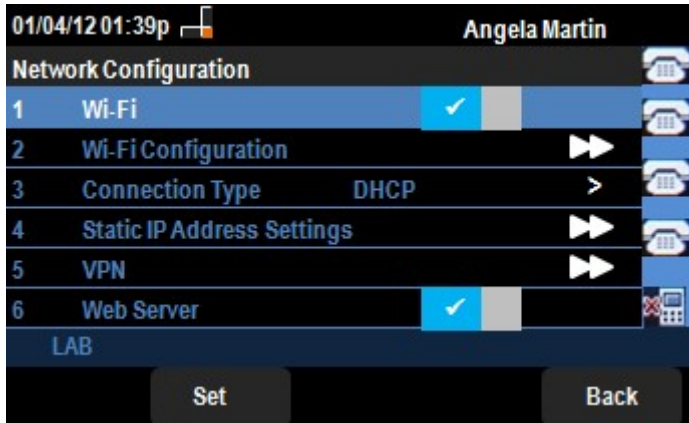 01/04/12 01:39p Angela Martin
Network Configuration
1 Wi-Fi
2 Wi-Fi Configuration
3 Connection Type DHCP >
4 Static IP Address Settings
5 VPN
6 Web Server
LAB
Set Back